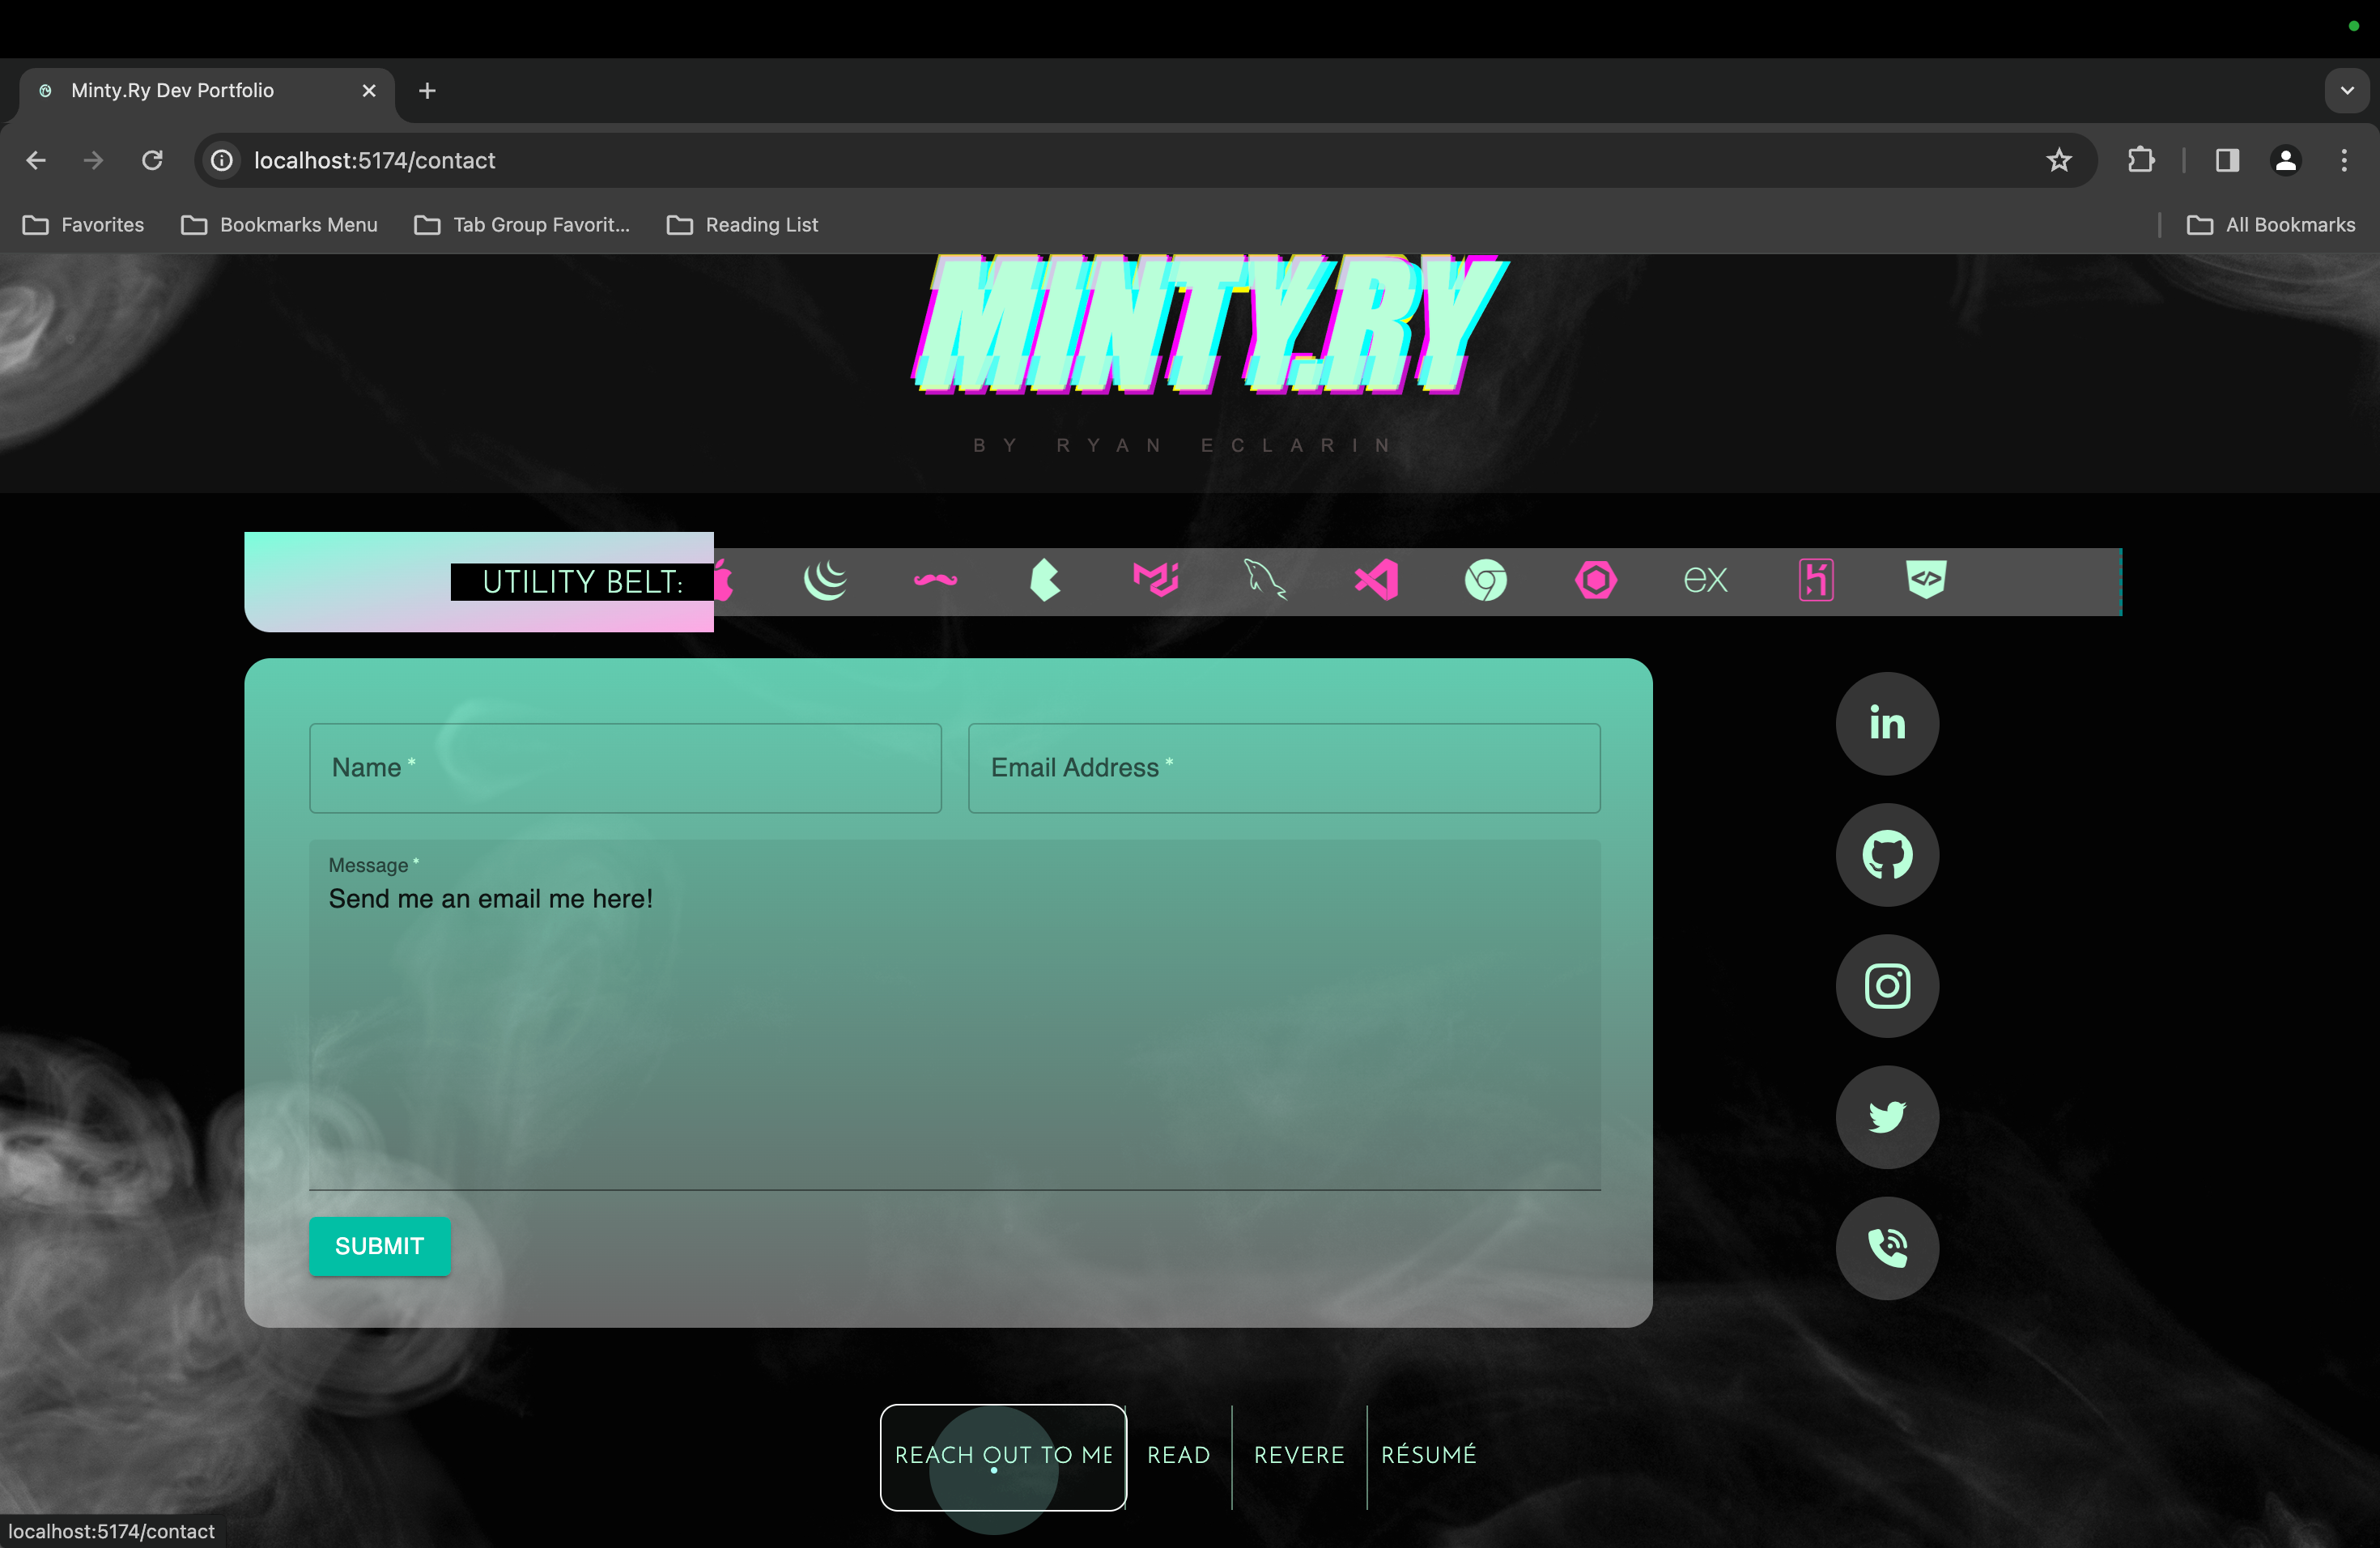 Minty.Ry Dev Portfolio
localhost:5174/contact
Favorites
Bookmarks Menu
Tab Group Favorit...
Reading List
All Bookmarks
MINTY.RY
BY RYAN ECLARIN
UTILITY BELT:
ex
Name *
Email Address *
Message *
Send me an email me here!
SUBMIT
in
REACH OUT TO ME
READ
REVERE
RÉSUMÉ
localhost:5174/contact